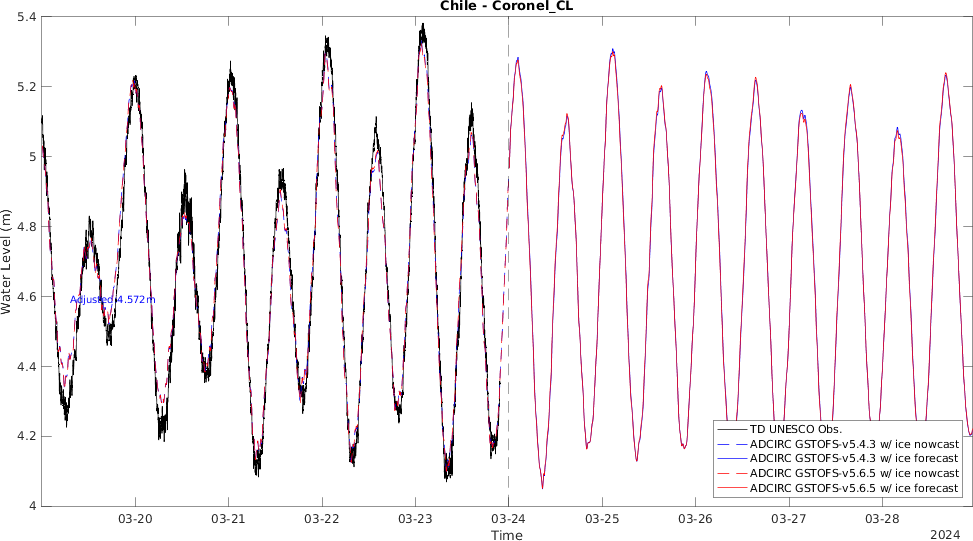 Chile - Coronel_CL
5.4
5.2
5
4.8
4.6
4.4
4.2
4
Water Level (m)
Adjusted 4.572m
TD UNESCO Obs.
ADCIRC GSTOFS-v5.4.3 w/ ice nowcast
ADCIRC GSTOFS-v5.4.3 w/ ice forecast
ADCIRC GSTOFS-v5.6.5 w/ ice nowcast
ADCIRC GSTOFS-v5.6.5 w/ ice forecast
03-20 03-21 03-22 03-23 03-24 03-25 03-26 03-27 03-28
Time
2024